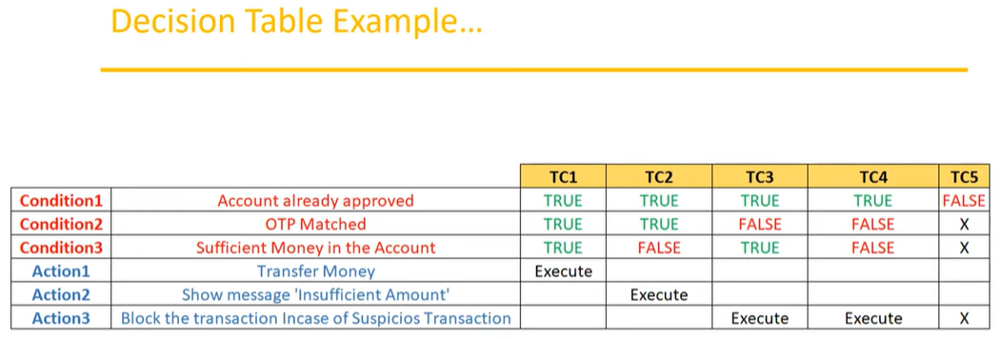 Decision Table Example...
TC1 TC2 TC3 TC4 TC5
Condition1 Account already approved TRUE TRUE TRUE TRUE FALSE
Condition2 OTP Matched TRUE TRUE FALSE FALSE X
Condition3 Sufficient Money in the Account TRUE FALSE TRUE FALSE X
Action1 Transfer Money Execute
Action2 Show message 'Insufficient Amount' Execute
Action3 Block the transaction Incase of Suspicios Transaction Execute Execute X